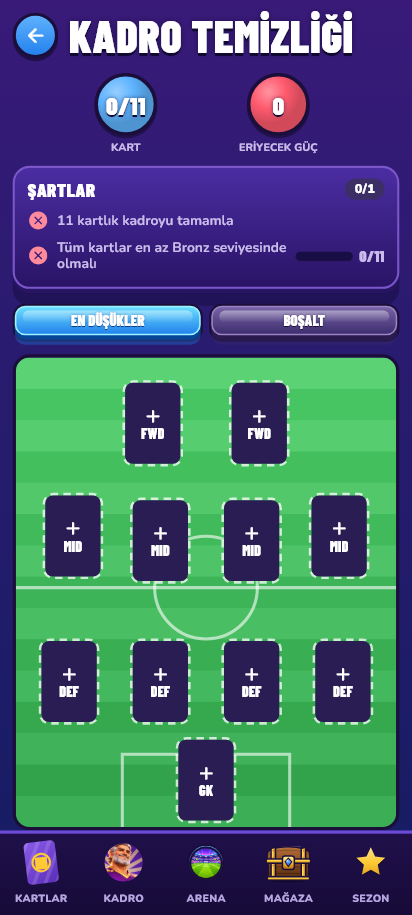 KADRO TEMİZLİĞİ
0/11
0
KART
ERİYECEK GÜÇ
ŞARTLAR
0/1
11 kartlık kadroyu tamamla
Tüm kartlar en az Bronz seviyesinde
olmalı
0/11
EN DÜŞÜKLER
BOŞALT
+ +
FWD FWD
+ + + +
MID MID MID MID
+ + + +
DEF DEF DEF DEF
+
GK
KARTLAR KADRO ARENA MAĞAZA SEZON